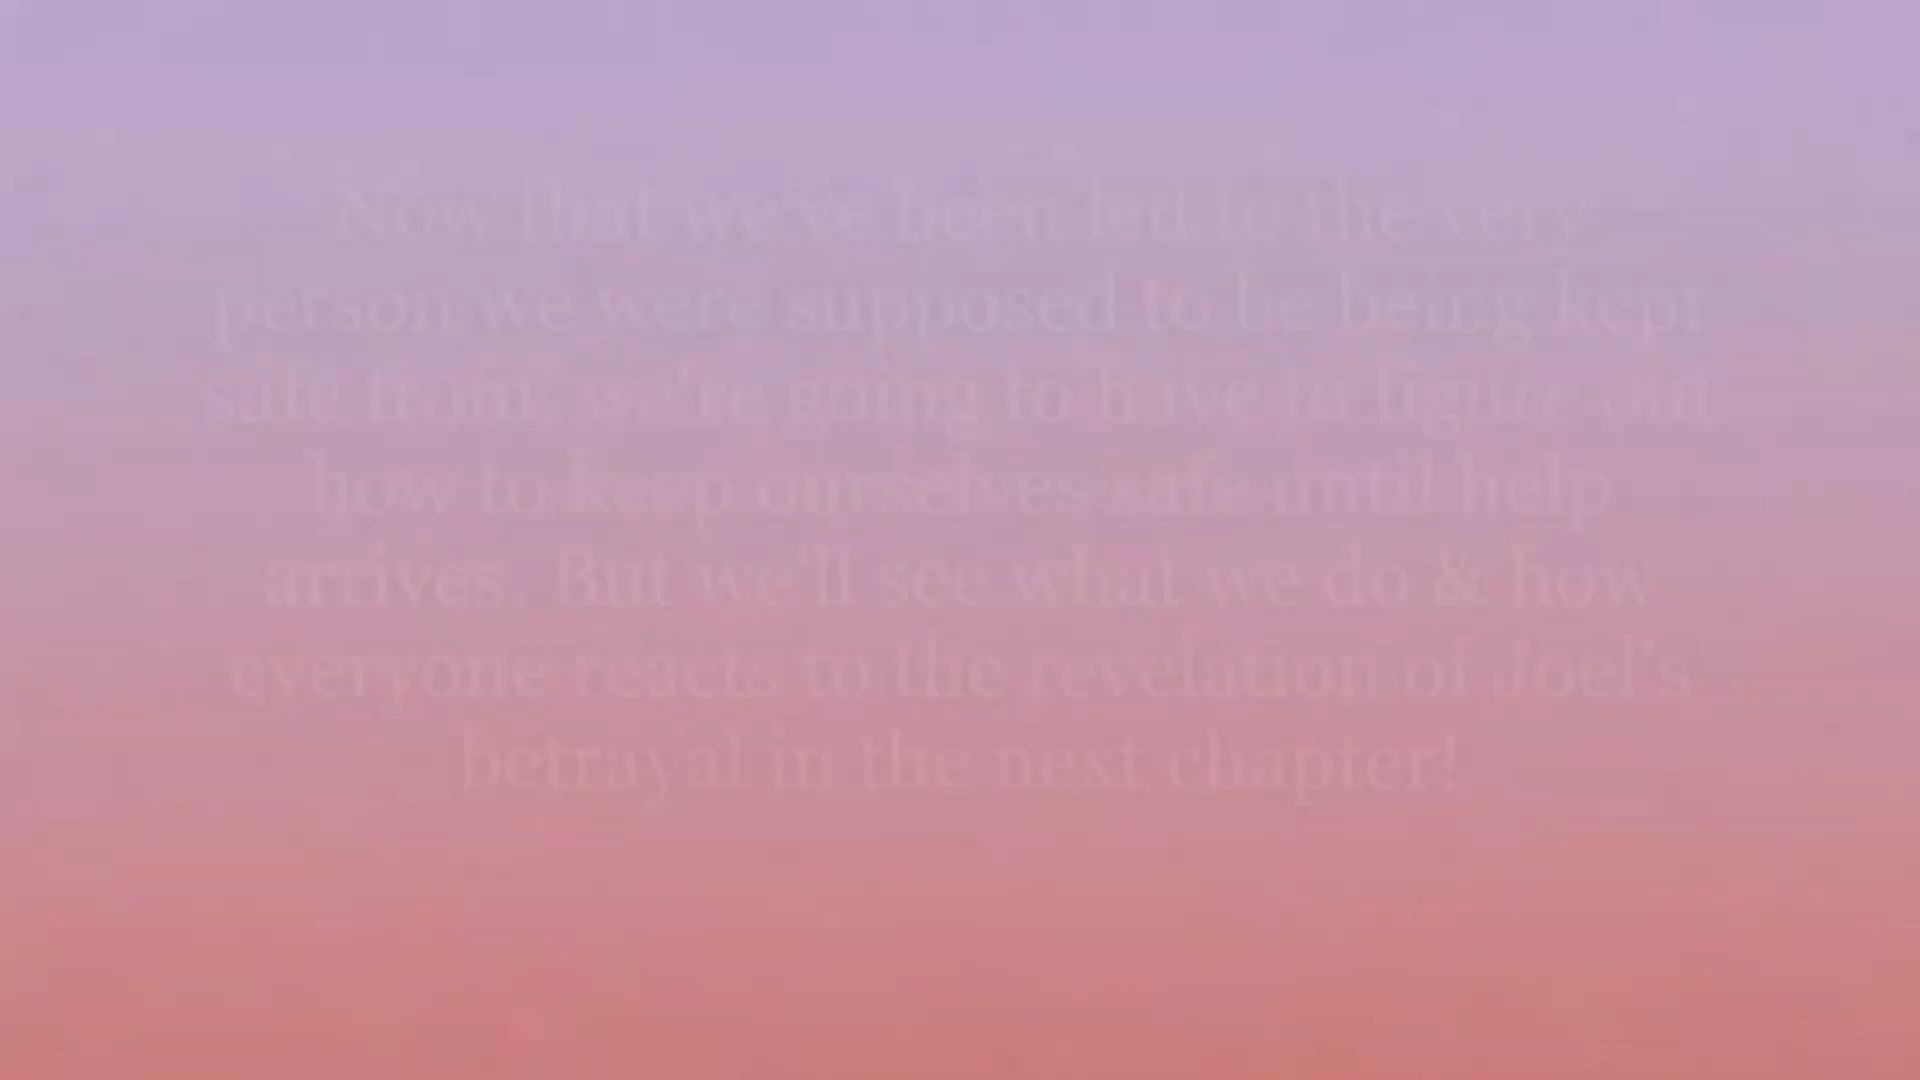 Now that we've been led to the very
person we were supposed to be being kept
safe from, we're going to have to figure out
how to keep ourselves safe until help
arrives. But we'll see what we do & how
everyone reacts to the revelation of Joel's
betrayal in the next chapter!